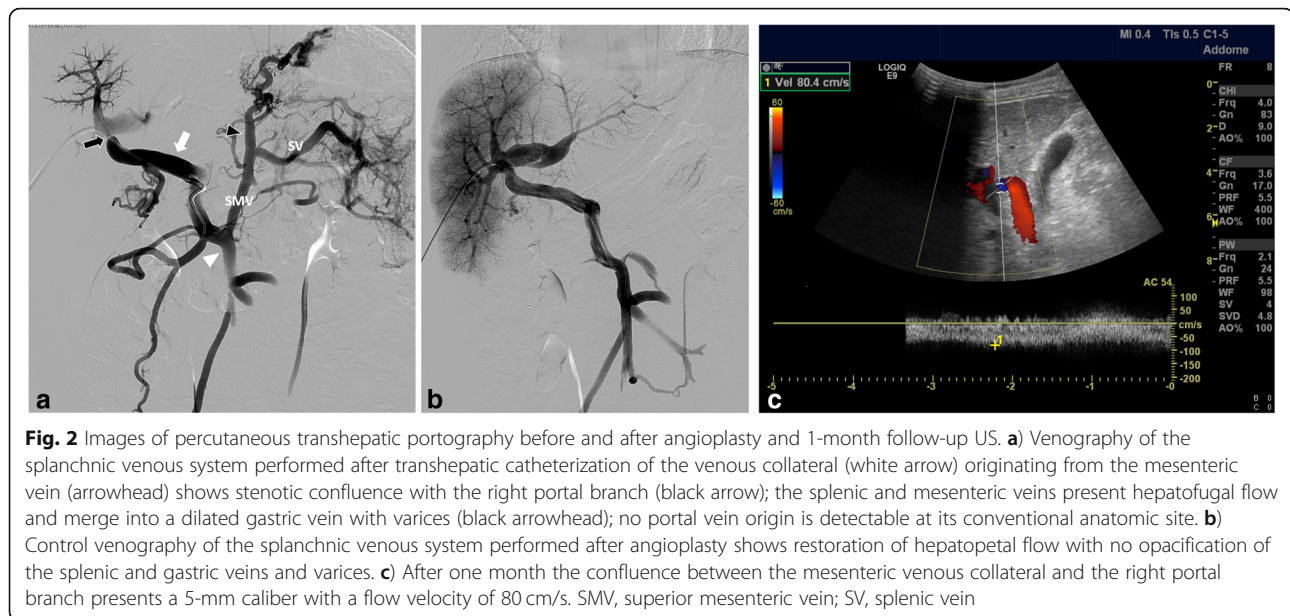 SV
SMV
a
b
MI 0.4 TIs 0.5 C1-5
Addome
LOGIQ
E9
1 Vel 80.4 cm/s
60
-60
cm/s
0
2
4
6
8
FR 8
CHI
Frq 4.0
Gn 83
D 9.0
AO% 100
CF
Frq 3.6
Gn 17.0
PRF 5.5
WF 400
AO% 100
PW
Frq 2.1
Gn 24
PRF 5.5
WF 98
SV 4
SVD 4.8
AO% 100
AC 54
100
50
cm/s
-50
-100
-150
-200
1
-5 -4 -3 -2 -1 -0
B 0
C 0
c
Fig. 2 Images of percutaneous transhepatic portography before and after angioplasty and 1-month follow-up US. a) Venography of the
splanchnic venous system performed after transhepatic catheterization of the venous collateral (white arrow) originating from the mesenteric
vein (arrowhead) shows stenotic confluence with the right portal branch (black arrow); the splenic and mesenteric veins present hepatofugal flow
and merge into a dilated gastric vein with varices (black arrowhead); no portal vein origin is detectable at its conventional anatomic site. b)
Control venography of the splanchnic venous system performed after angioplasty shows restoration of hepatopetal flow with no opacification of
the splenic and gastric veins and varices. c) After one month the confluence between the mesenteric venous collateral and the right portal
branch presents a 5-mm caliber with a flow velocity of 80 cm/s. SMV, superior mesenteric vein; SV, splenic vein